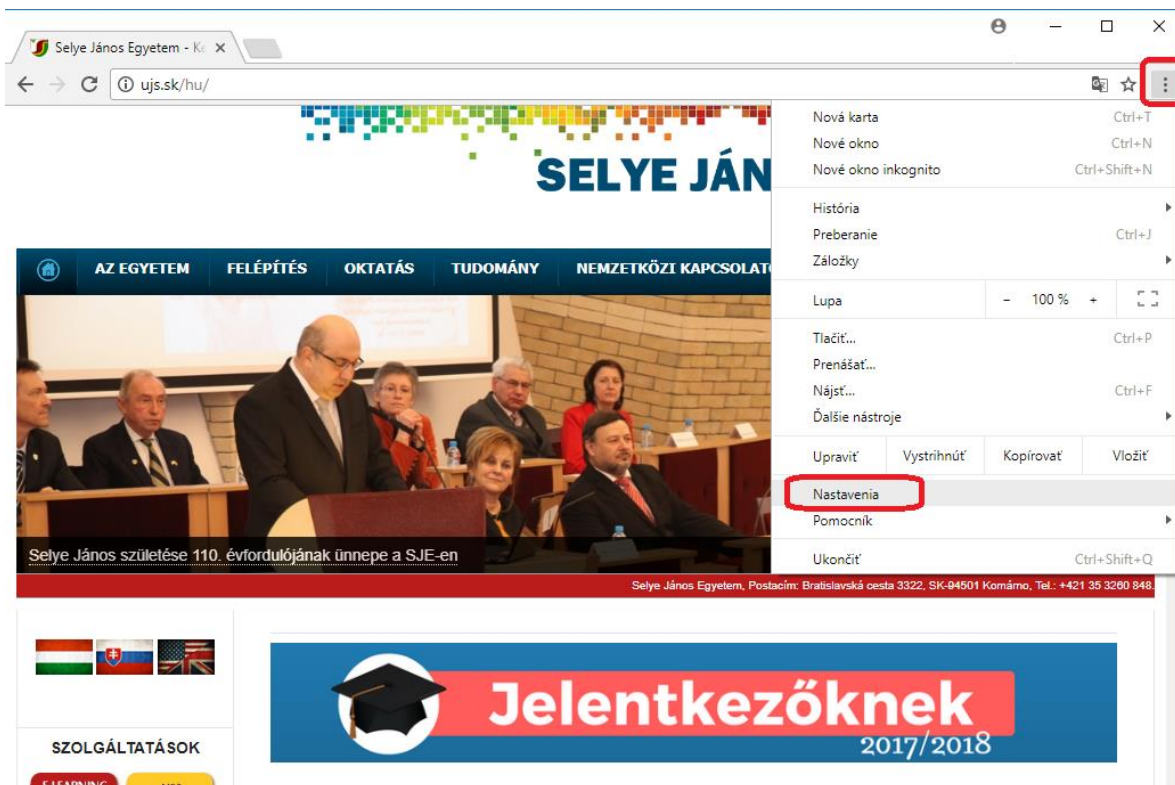 Selye János Egyetem - Ke
ujs.sk/hu/
SELYE JÁN
AZ EGYETEM FELÉPÍTÉS OKTATÁS TUDOMÁNY NEMZETKÖZI KAPCSOLATO
Nová karta Ctrl+T
Nové okno Ctrl+N
Nové okno inkognito Ctrl+Shift+N
História
Preberanie Ctrl+J
Záložky
Lupa - 100 % +
Tlačiť... Ctrl+P
Prenášať...
Nájsť... Ctrl+F
Ďalšie nástroje
Upraviť Vystrihnúť Kopírovať Vložiť
Nastavenia
Pomocník
Ukončiť Ctrl+Shift+Q
Selye János születése 110. évfordulójának ünnepe a SJE-en
Selye János Egyetem, Postacím: Bratislavská cesta 3322, SK-94501 Komárno, Tel.: +421 35 3260 848.
Jelentkezőknek
2017/2018
SZOLGÁLTATÁSOK